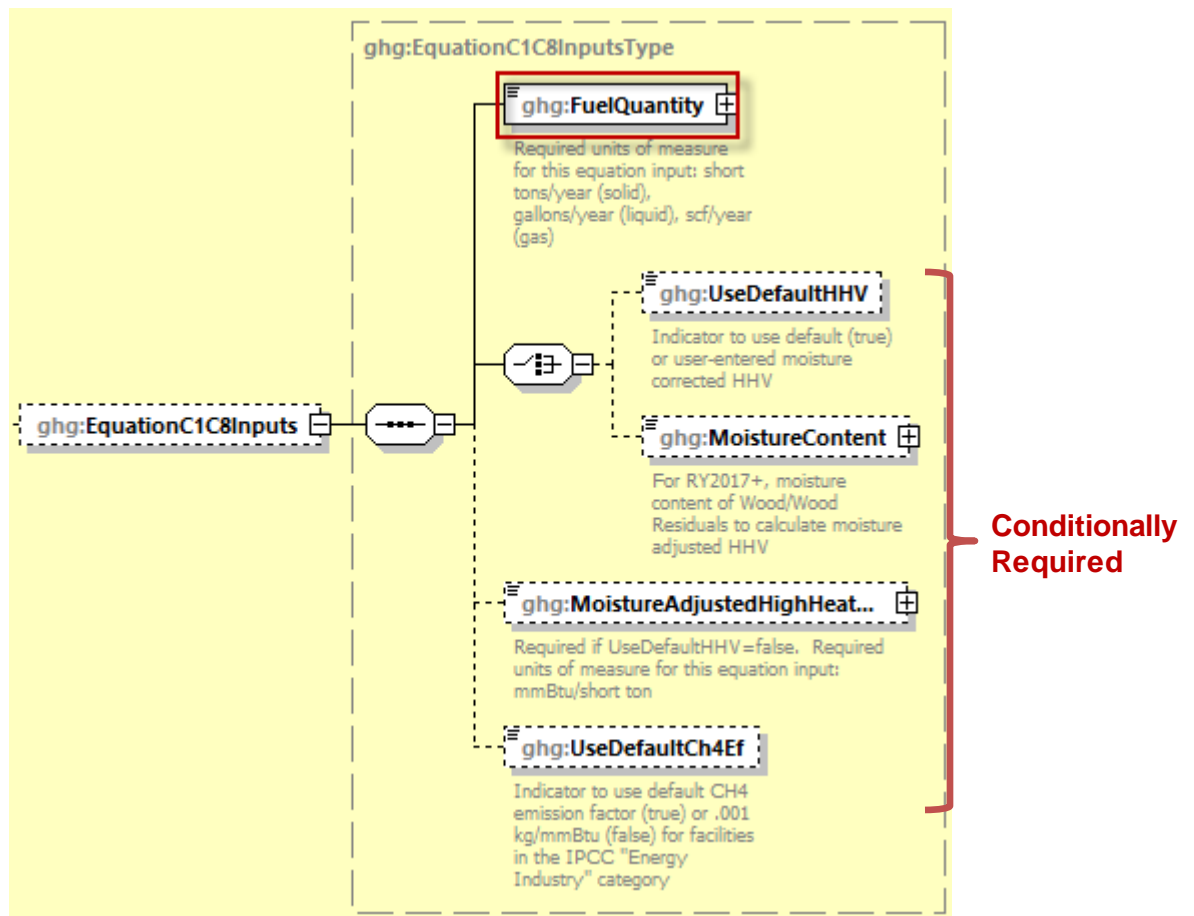 ghg:EquationC1C8InputsType
ghg:FuelQuantity
Required units of measure
for this equation input: short
tons/year (solid),
gallons/year (liquid), scf/year
(gas)
ghg:UseDefaultHHV
Indicator to use default (true)
or user-entered moisture
corrected HHV
ghg:EquationC1C8Inputs
ghg:MoistureContent
For RY2017+, moisture
content of Wood/Wood
Residuals to calculate moisture
adjusted HHV
Conditionally
Required
ghg:MoistureAdjustedHighHeat...
Required if UseDefaultHHV=false. Required
units of measure for this equation input:
mmBtu/short ton
ghg:UseDefaultCh4Ef
Indicator to use default CH4
emission factor (true) or .001
kg/mmBtu (false) for facilities
in the IPCC "Energy
Industry" category